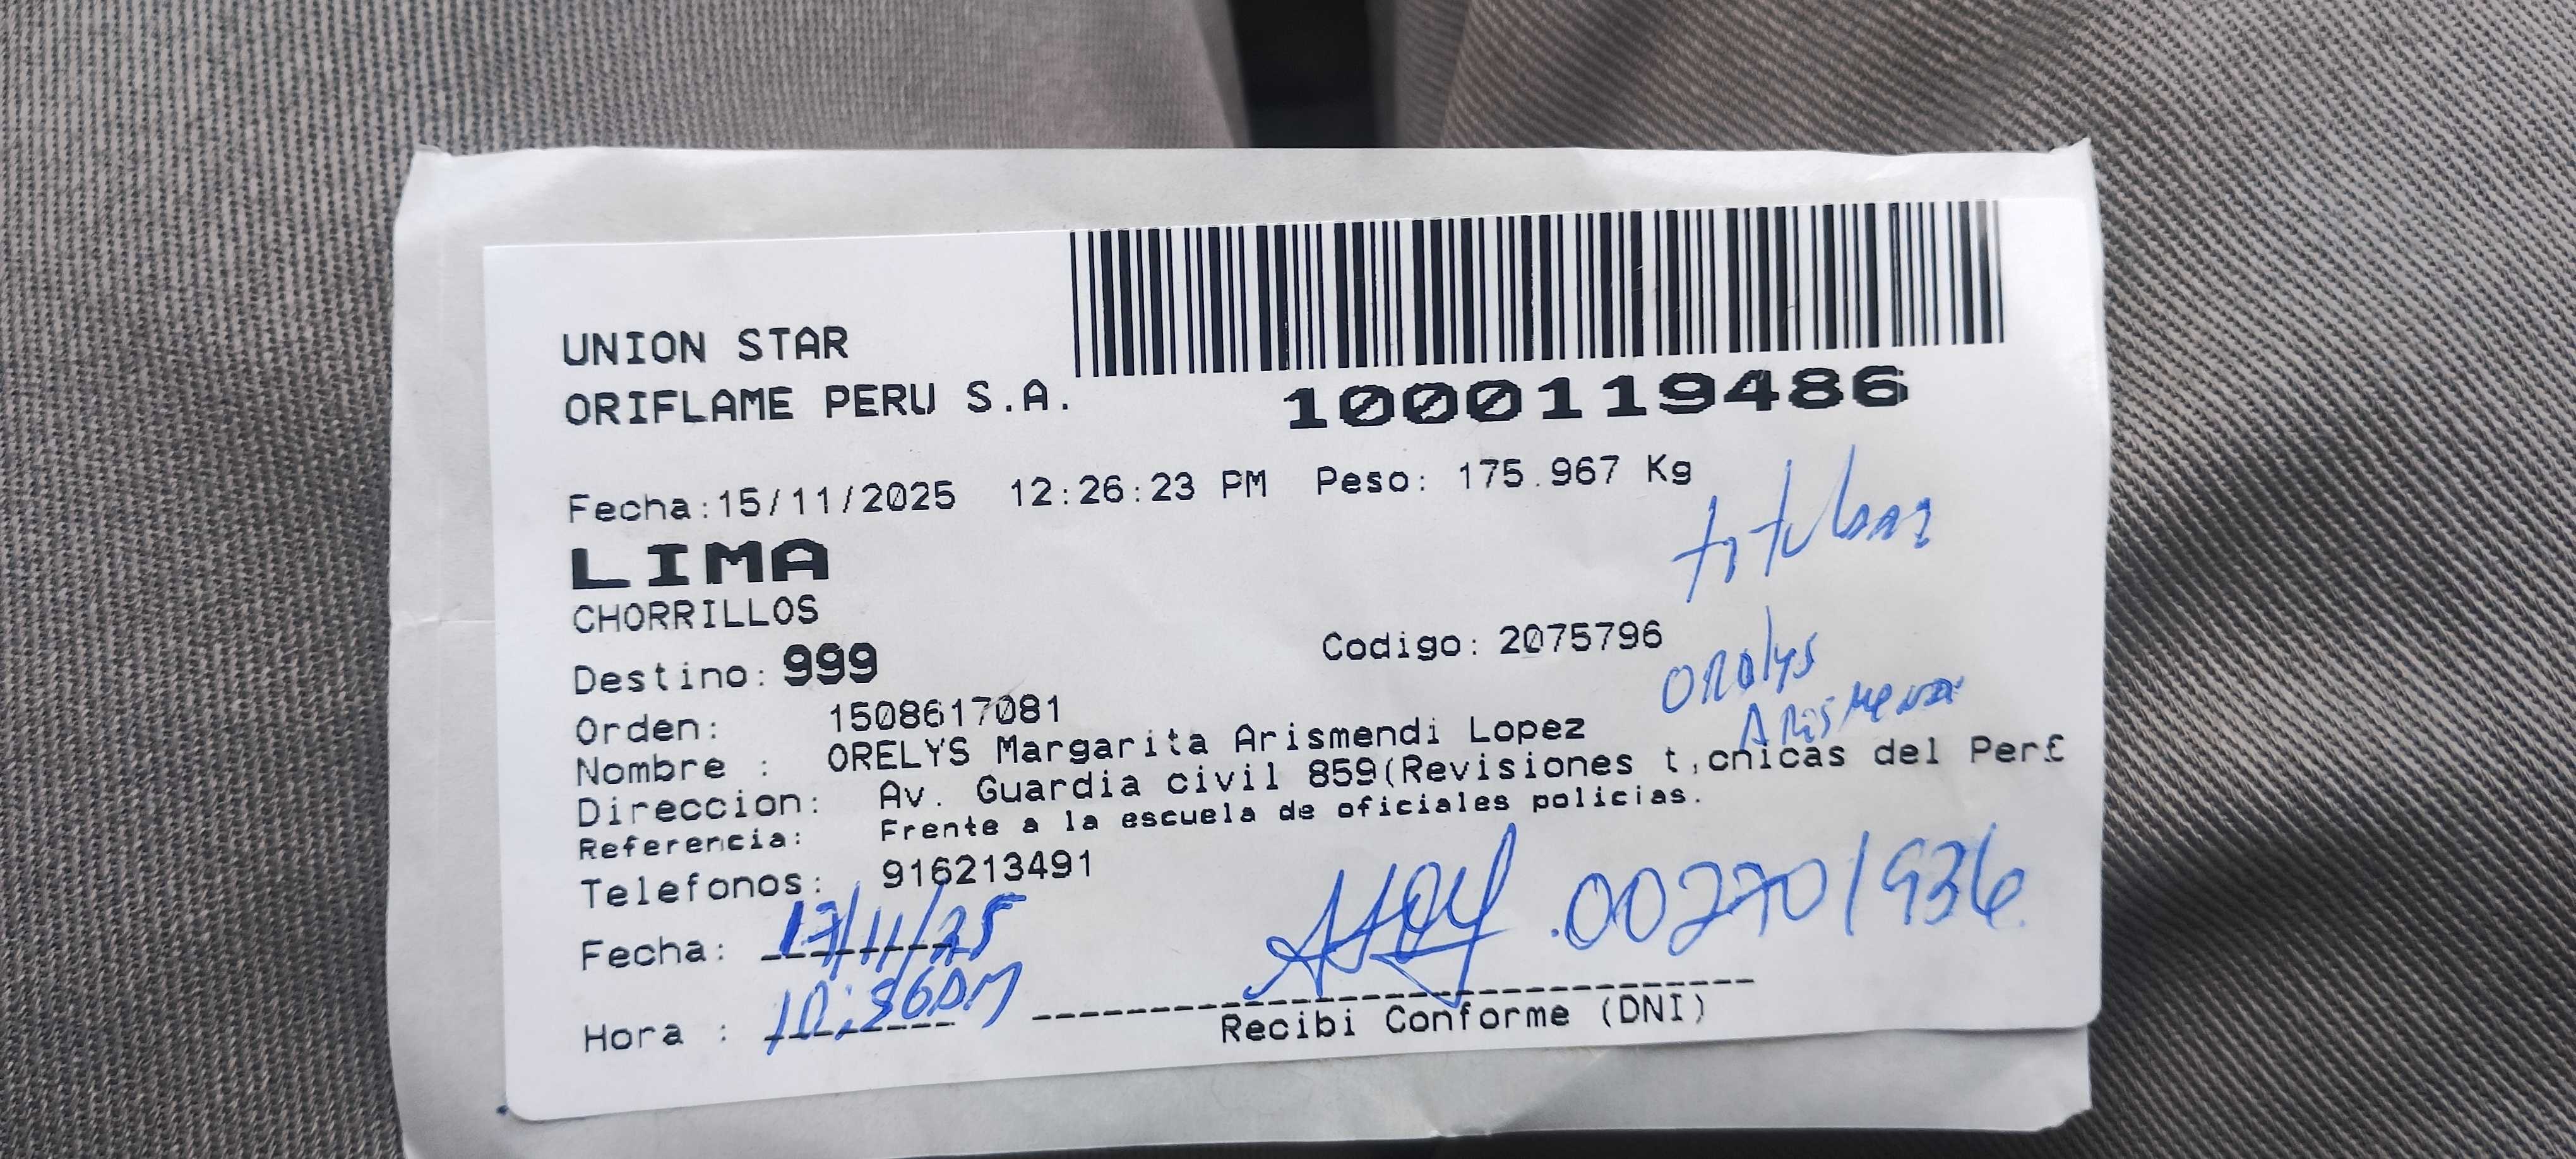 UNION STAR
ORIFLAME PERU S.A.
1000119486
Fecha:15/11/2025 12:26:23 PM Peso: 175.967 Kg
titular
LIMA
CHORRILLOS
Destino: 999
Codigo: 2075796
Orelys
Arismendi
Orden: 1508617081
Nombre : ORELYS Margarita Arismendi Lopez
Direccion: Av. Guardia civil 859(Revisiones t,cnicas del Per£
Referencia: Frente a la escuela de oficiales policias.
Telefonos: 916213491
Fecha: 17/11/25
002701936
Hora :
Recibi Conforme (DNI)